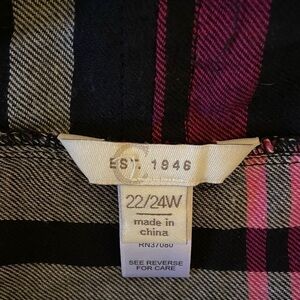 EST. 1946
22/24W
made in
china
RN37080
SEE REVERSE
FOR CARE